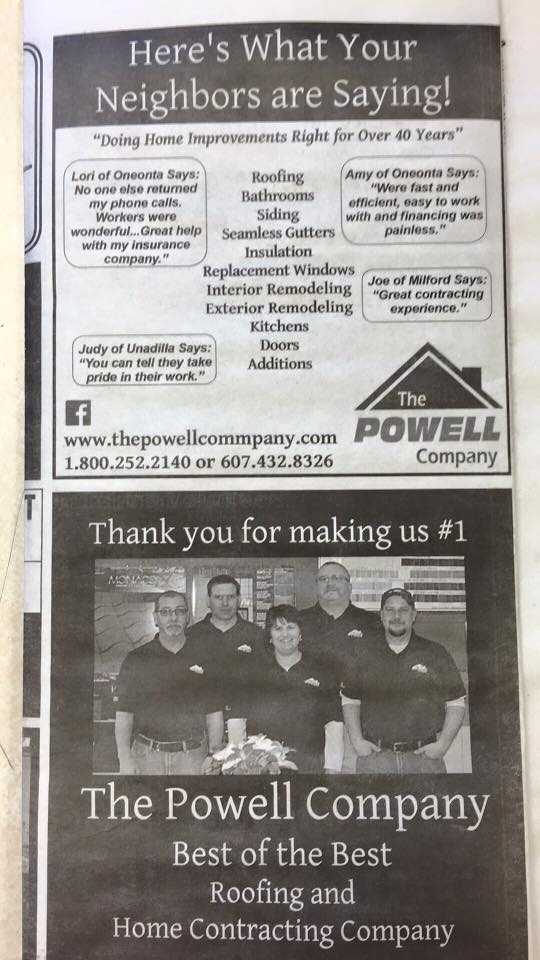 Here's What Your
Neighbors are Saying!
"Doing Home Improvements Right for Over 40 Years"
Lori of Oneonta Says:
No one else returned
my phone calls.
Workers were
wonderful...Great help
with my insurance
company."
Roofing
Bathrooms
Siding
Seamless Gutters
Insulation
Replacement Windows
Interior Remodeling
Exterior Remodeling
Kitchens
Doors
Additions
Amy of Oneonta Says:
"Were fast and
efficient, easy to work
with and financing was
painless."
Joe of Milford Says:
"Great contracting
experience."
Judy of Unadilla Says:
"You can tell they take
pride in their work."
f
www.thepowellcommpany.com
1.800.252.2140 or 607.432.8326
The
POWELL
Company
T
Thank you for making us #1
MONACO
The Powell Company
Best of the Best
Roofing and
Home Contracting Company